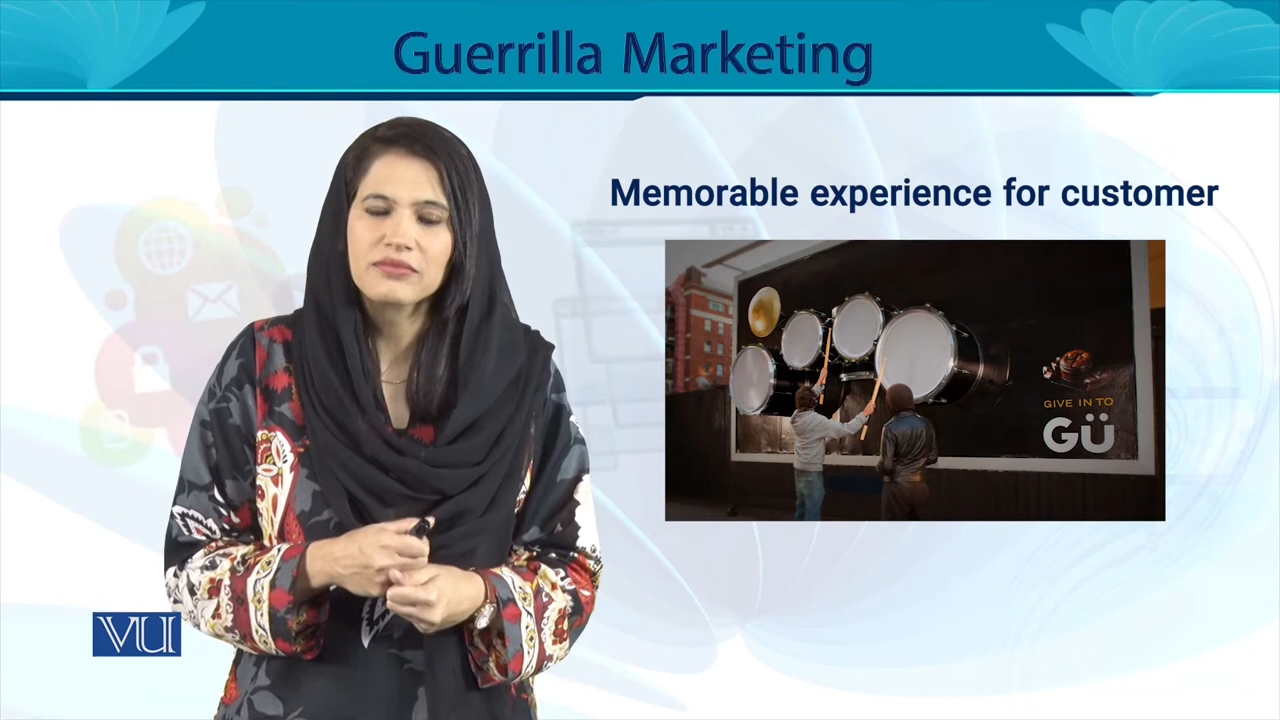 Guerrilla Marketing
Memorable experience for customer
GIVE IN TO
GÜ
VU